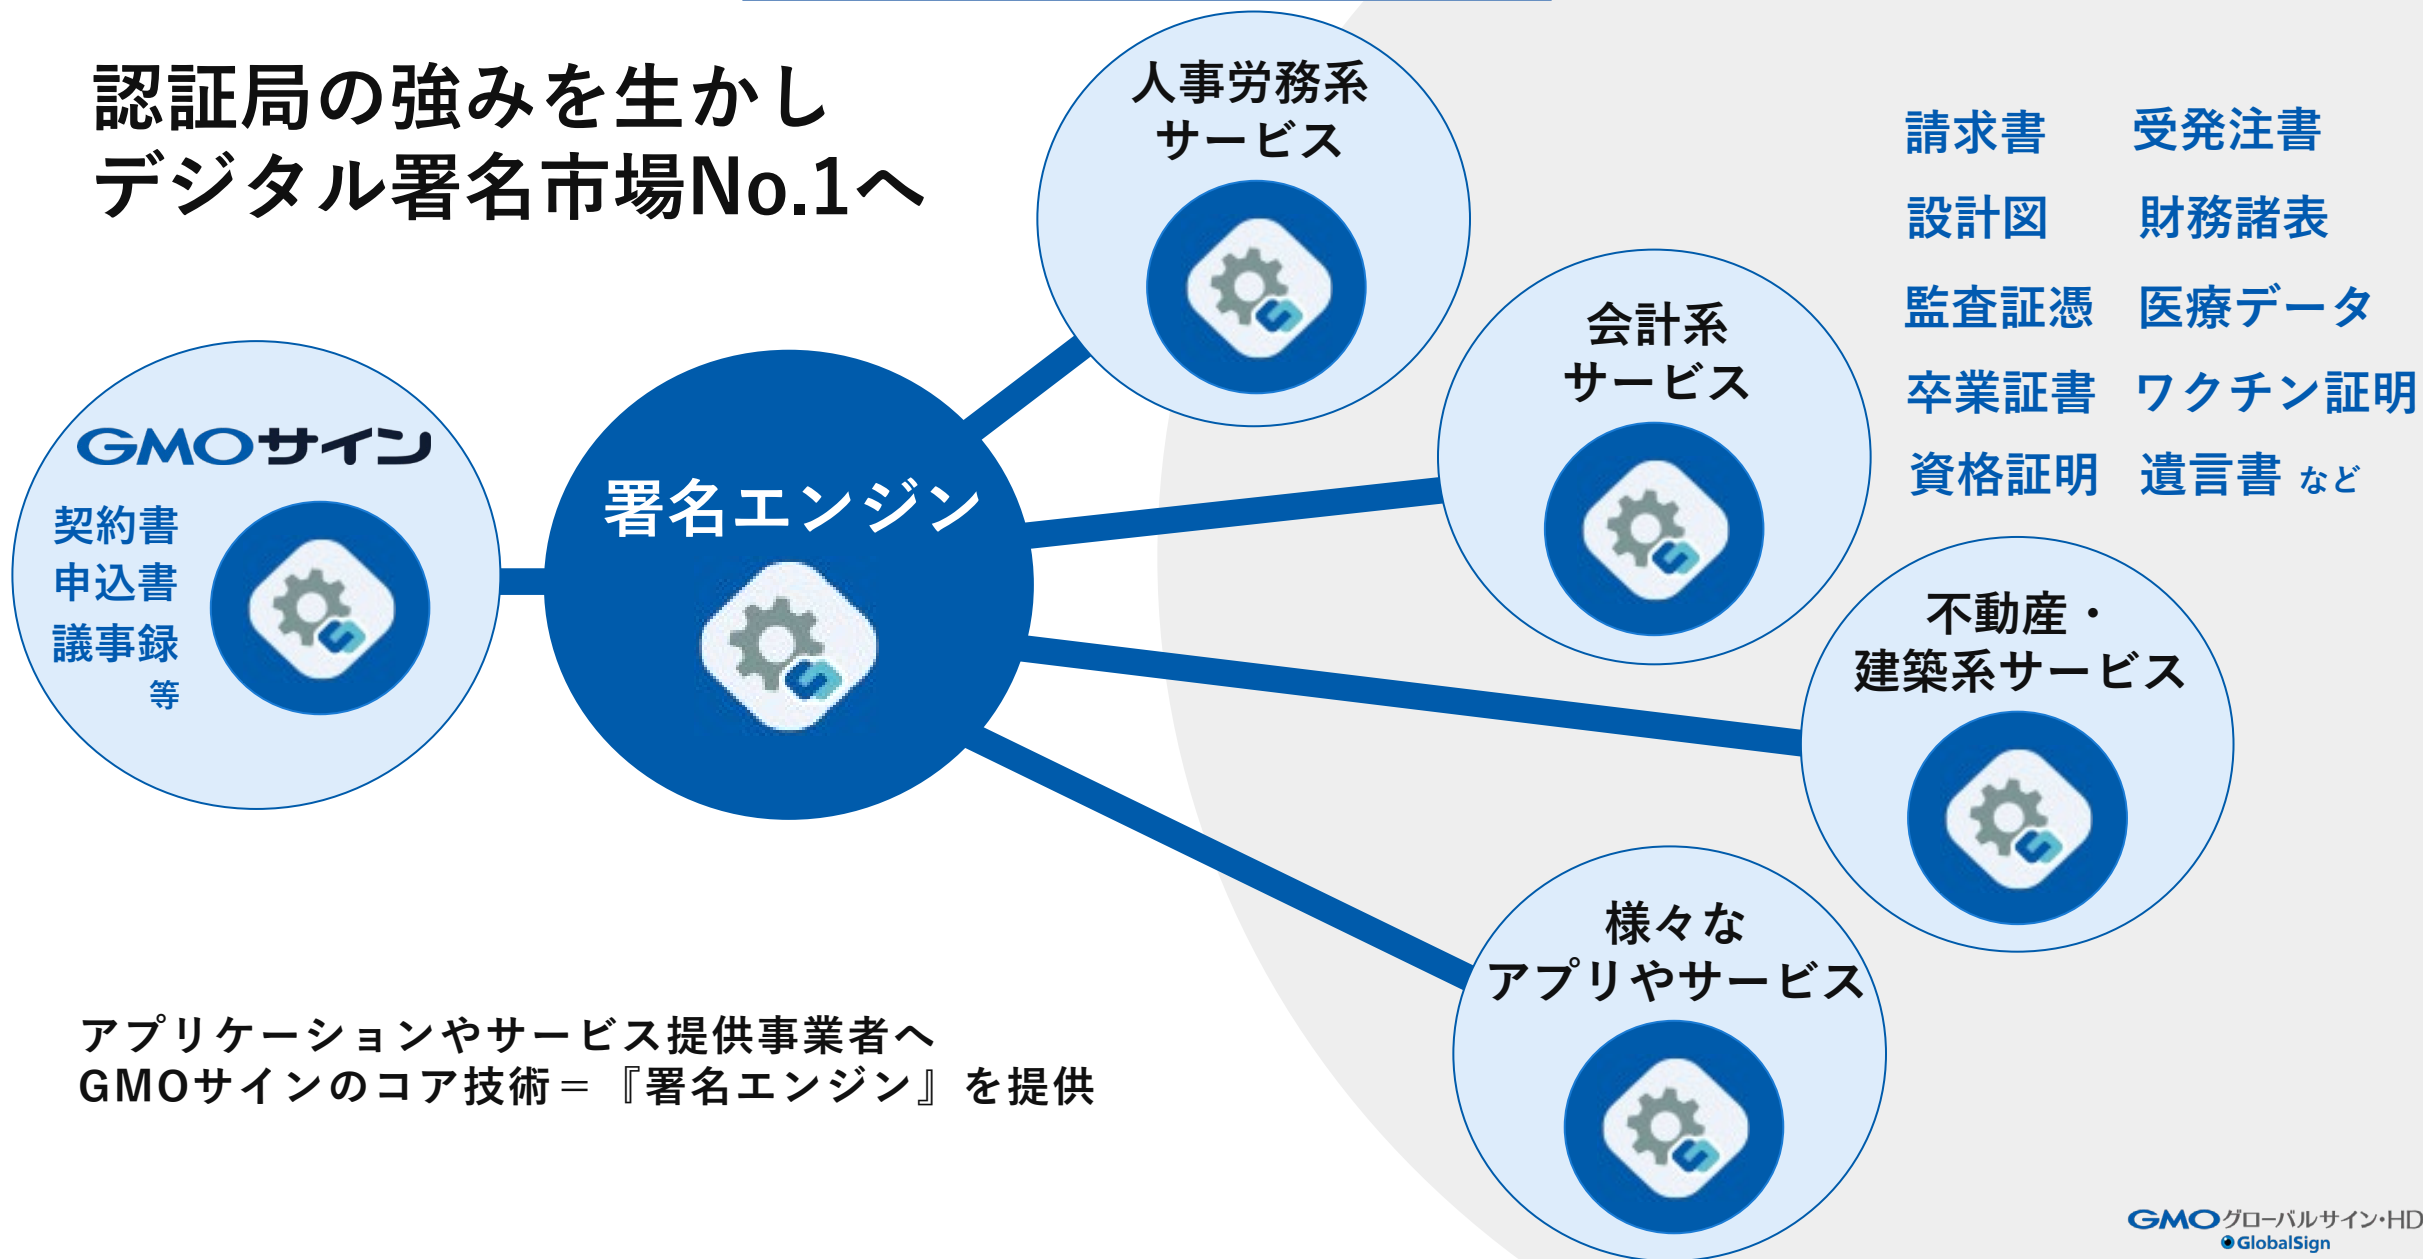 認証局の強みを生かし
デジタル署名市場No.1へ
人事労務系
サービス
請求書 受発注書
設計図 財務諸表
監査証憑 医療データ
卒業証書 ワクチン証明
資格証明 遺言書 など
会計系
サービス
GMOサイン
契約書
申込書
議事録
等
署名エンジン
不動産・
建築系サービス
様々な
アプリやサービス
アプリケーションやサービス提供事業者へ
GMOサインのコア技術＝『署名エンジン』を提供
GMOグローバルサイン・HD
GlobalSign